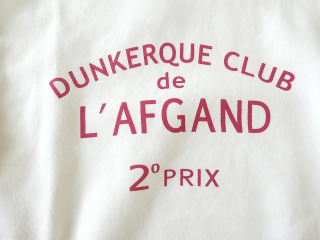 DUNKERQUE CLUB
de
L'AFGAND
2º PRIX